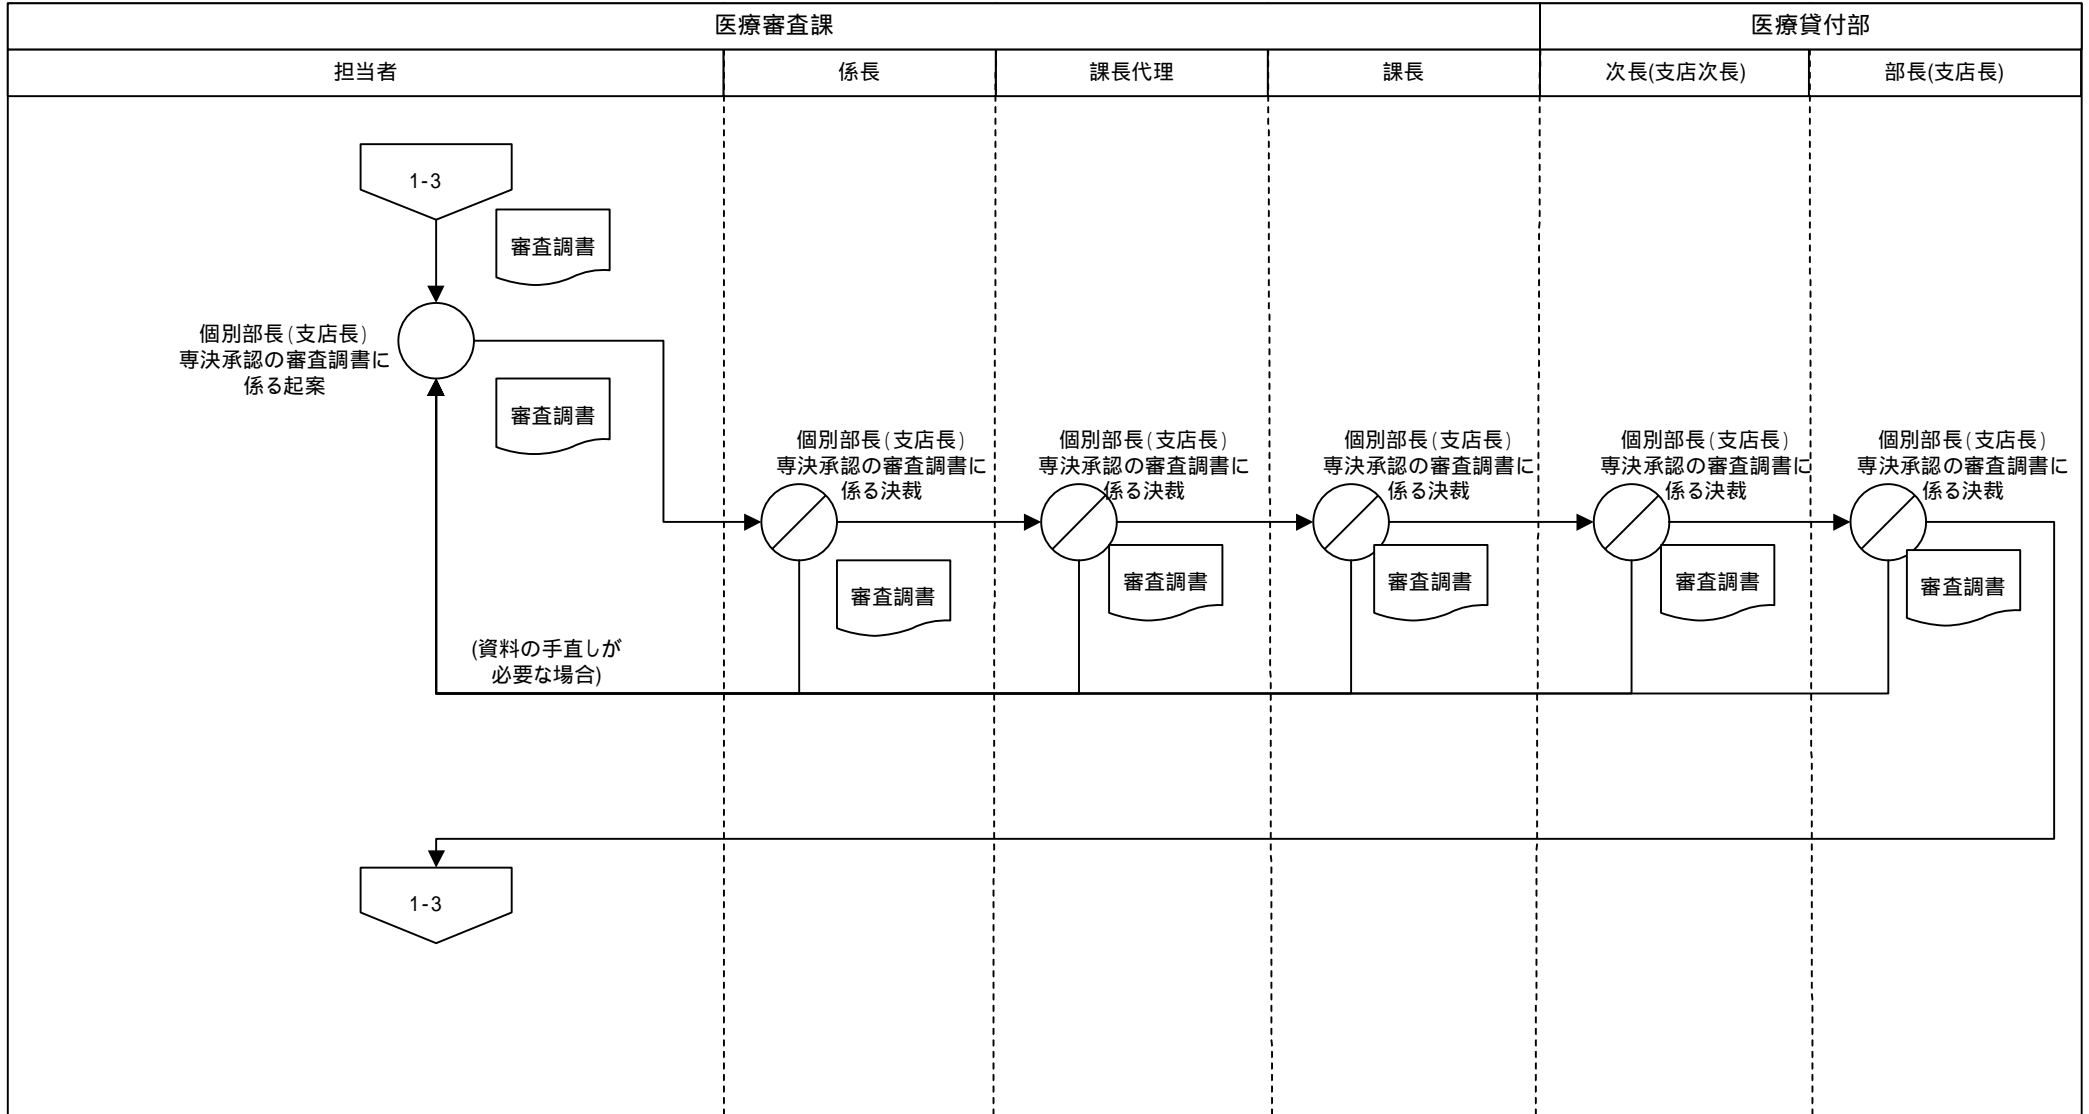 医療審査課
医療貸付部
担当者
係長
課長代理
課長
次長(支店次長)
部長(支店長)
1-3
審査調書
個別部長(支店長)
専決承認の審査調書に
係る起案
審査調書
個別部長(支店長)
専決承認の審査調書に
係る決裁
個別部長(支店長)
専決承認の審査調書に
係る決裁
個別部長(支店長)
専決承認の審査調書に
係る決裁
個別部長(支店長)
専決承認の審査調書に
係る決裁
個別部長(支店長)
専決承認の審査調書に
係る決裁
審査調書
審査調書
審査調書
審査調書
審査調書
(資料の手直しが
必要な場合)
1-3